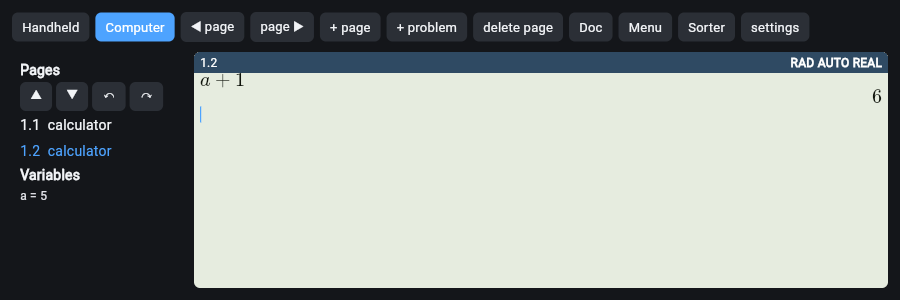 Handheld Computer ◀ page page ▶ + page + problem delete page Doc Menu Sorter settings
Pages
1.1 calculator
1.2 calculator
Variables
a = 5
1.2 RAD AUTO REAL
a + 1
6